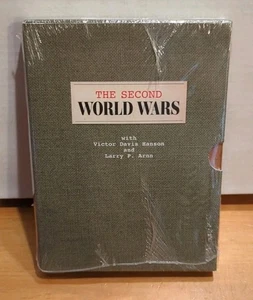 THE SECOND
WORLD WARS
with
Victor Davis Hanson
and
Larry P. Arnn